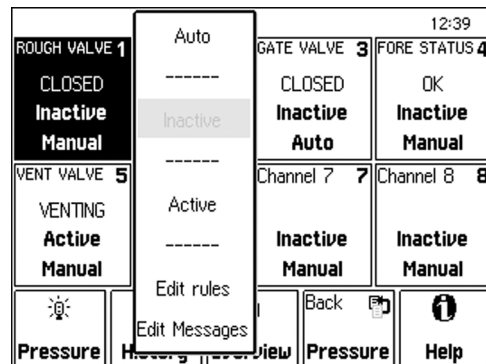 12:39
ROUGH VALVE 1
CLOSED
Inactive
Manual
Auto
------
Inactive
------
Active
------
Edit rules
Edit Messages
GATE VALVE 3
CLOSED
Inactive
Auto
FORE STATUS 4
OK
Inactive
Manual
VENT VALVE 5
VENTING
Active
Manual
Channel 7 7
Inactive
Manual
Channel 8 8
Inactive
Manual
Pressure
Back
Pressure
Help